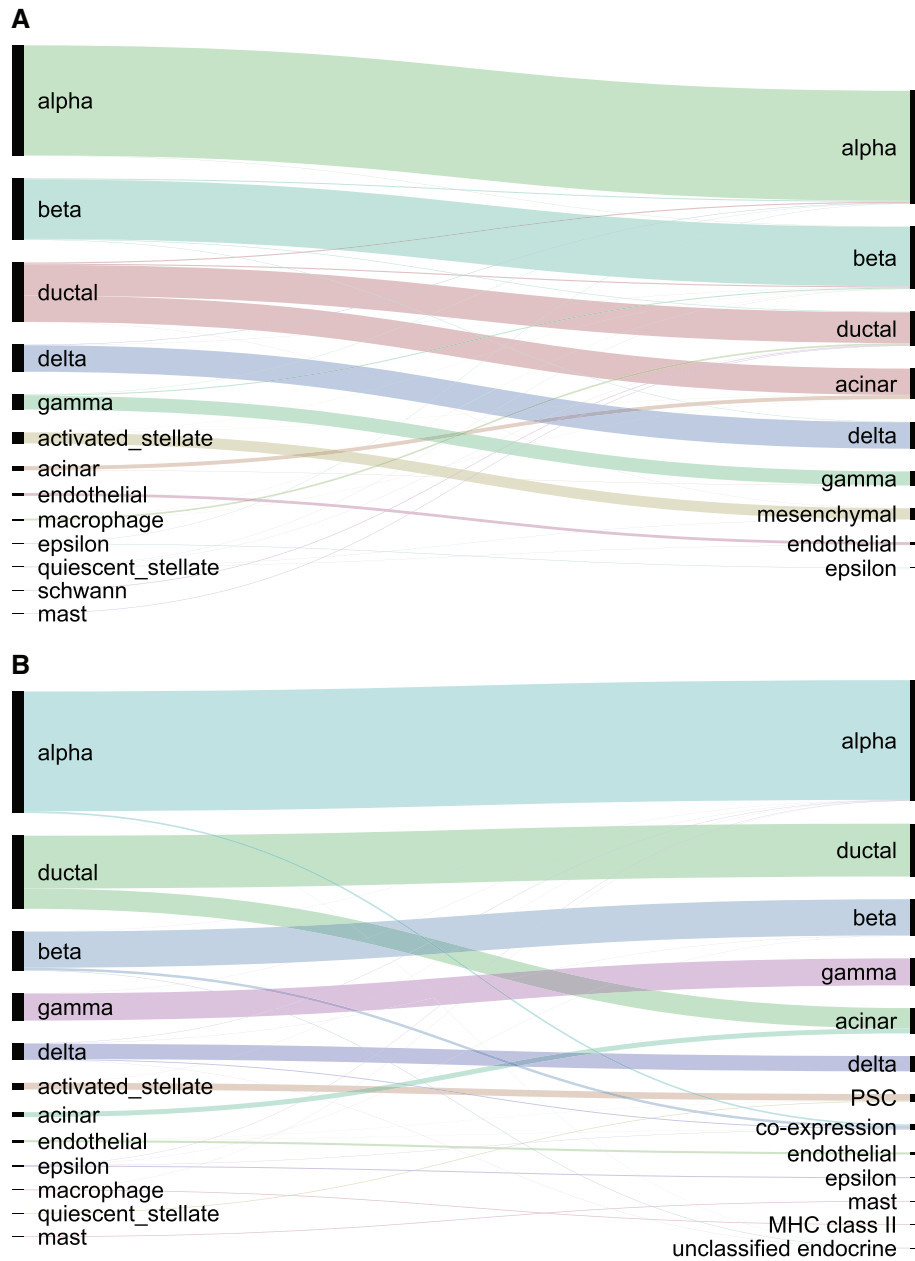 A
alpha
beta
ductal
delta
gamma
activated_stellate
acinar
endothelial
macrophage
epsilon
quiescent_stellate
schwann
mast
alpha
beta
ductal
acinar
delta
gamma
mesenchymal
endothelial
epsilon
B
alpha
ductal
beta
gamma
delta
activated_stellate
acinar
endothelial
epsilon
macrophage
quiescent_stellate
mast
alpha
ductal
beta
gamma
acinar
delta
PSC
co-expression
endothelial
epsilon
mast
MHC class II
unclassified endocrine